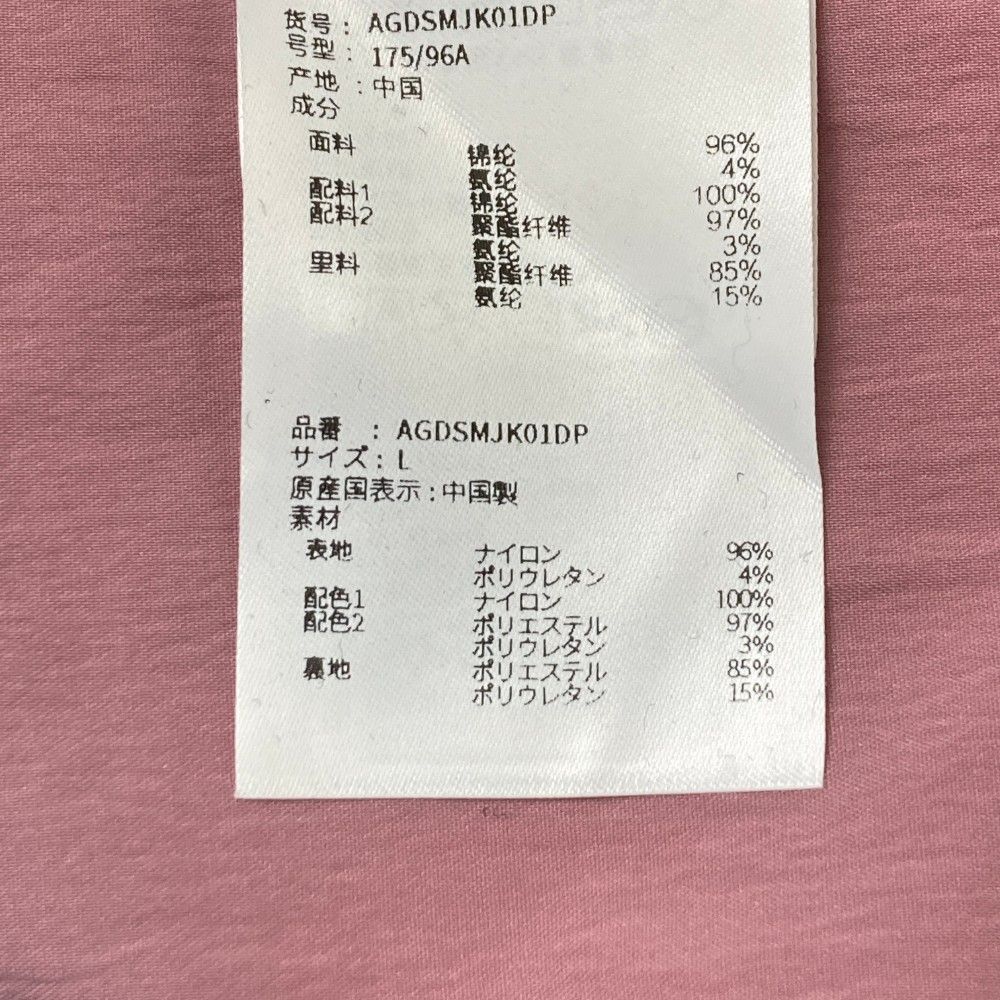 货号: AGDSMJK01DP
号型: 175/96A
产地 :中国
成分
面料 锦纶 96%
氨纶 4%
配料1 锦纶 100%
配料2 聚酯纤维 97%
氨纶 3%
里料 聚酯纤维 85%
氨纶 15%
品番 : AGDSMJK01DP
サイズ: L
原産国表示:中国製
素材
表地 ナイロン 96%
ポリウレタン 4%
配色1 ナイロン 100%
配色2 ポリエステル 97%
ポリウレタン 3%
裏地 ポリエステル 85%
ポリウレタン 15%